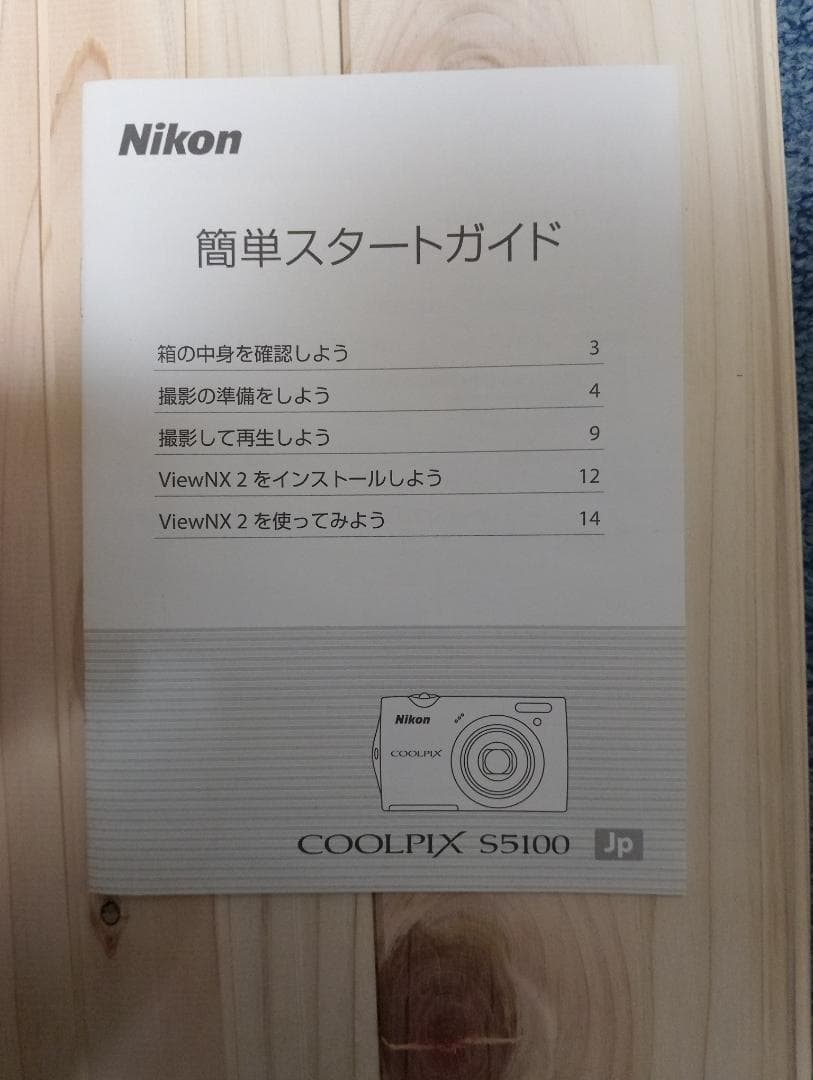 Nikon
簡単スタートガイド
箱の中身を確認しよう 3
撮影の準備をしよう 4
撮影して再生しよう 9
ViewNX 2 をインストールしよう 12
ViewNX 2 を使ってみよう 14
Nikon
COOLPIX
COOLPIX S5100 Jp